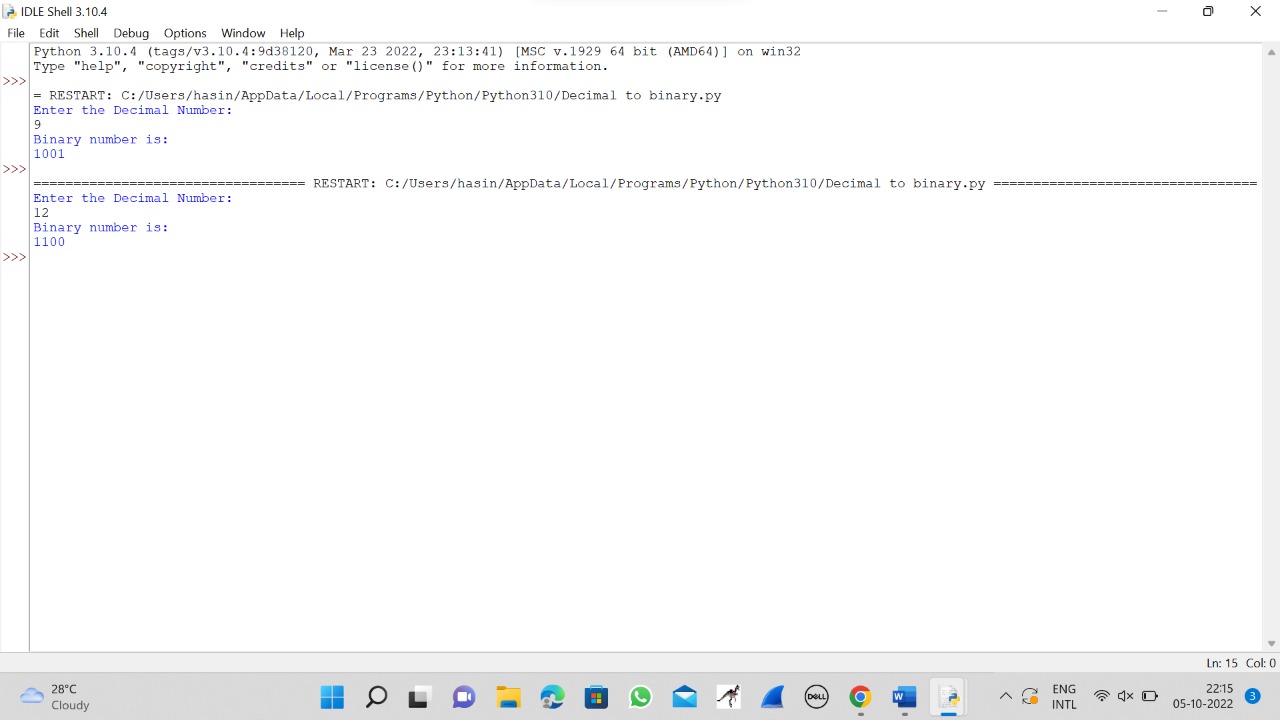 IDLE Shell 3.10.4
File Edit Shell Debug Options Window Help
Python 3.10.4 (tags/v3.10.4:9d38120, Mar 23 2022, 23:13:41) [MSC v.1929 64 bit (AMD64)] on win32
Type "help", "copyright", "credits" or "license()" for more information.
>>>
= RESTART: C:/Users/hasin/AppData/Local/Programs/Python/Python310/Decimal to binary.py
Enter the Decimal Number:
9
Binary number is:
1001
>>>
================================== RESTART: C:/Users/hasin/AppData/Local/Programs/Python/Python310/Decimal to binary.py =================================
Enter the Decimal Number:
12
Binary number is:
1100
>>>
Ln: 15 Col: 0
28°C
Cloudy
DELL
ENG
INTL
22:15
05-10-2022
3